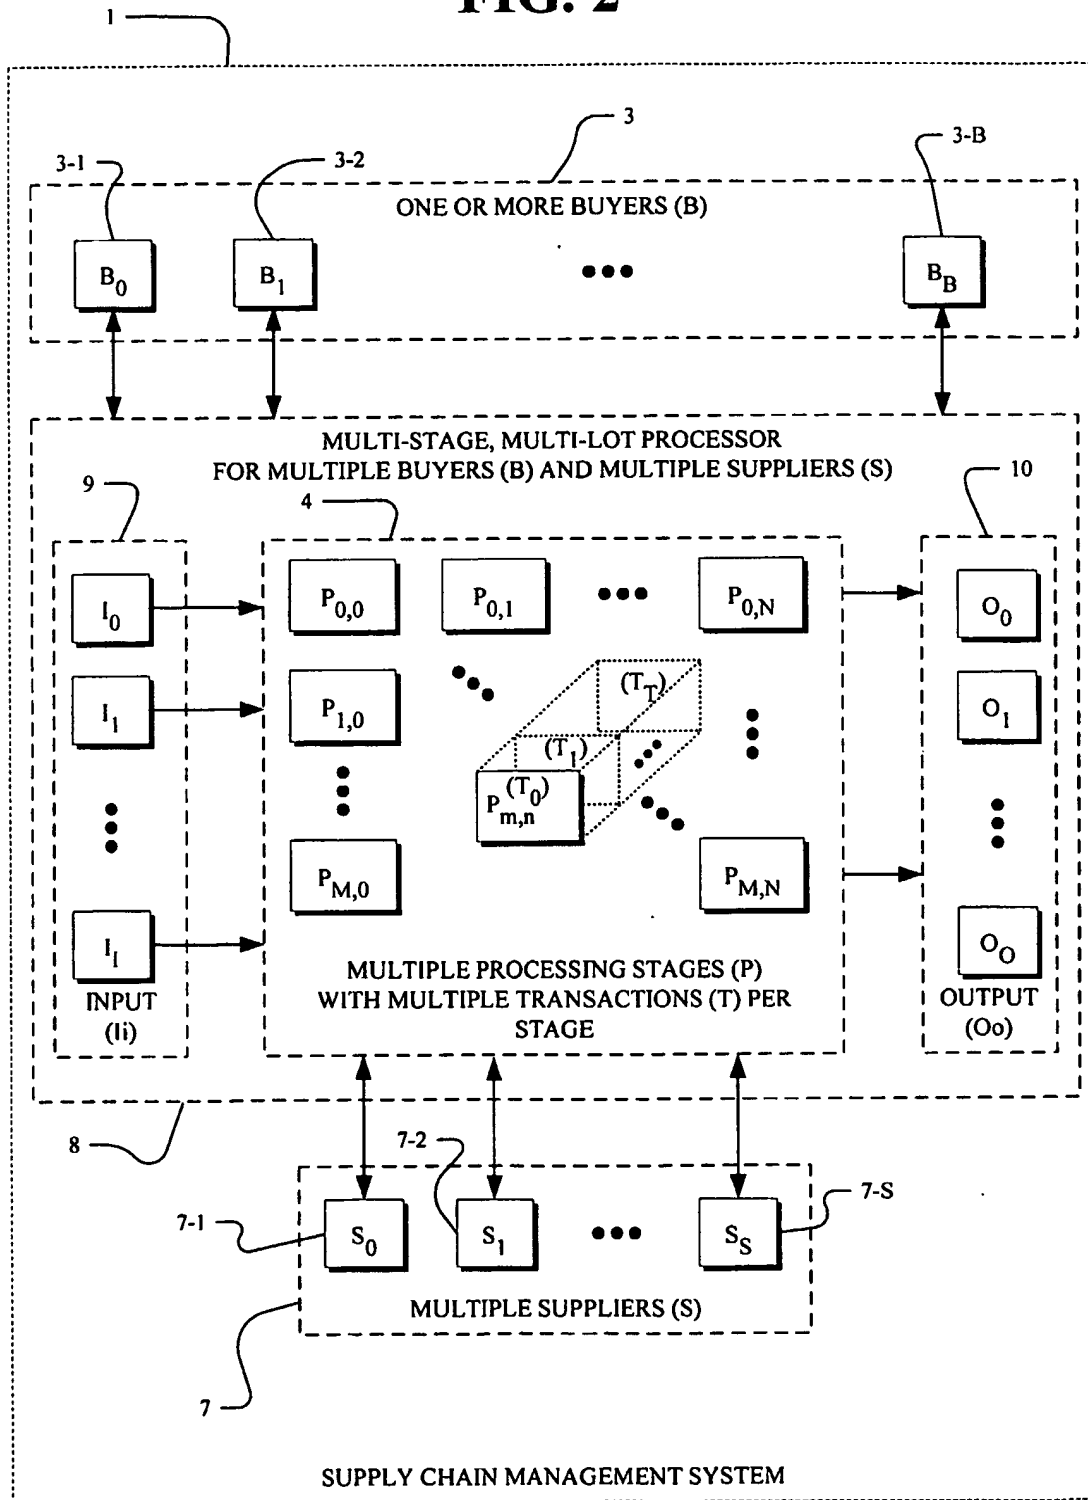 FIG. 2
1
3
3-1
3-2
3-B
ONE OR MORE BUYERS (B)
B0
B1
BB
MULTI-STAGE, MULTI-LOT PROCESSOR
FOR MULTIPLE BUYERS (B) AND MULTIPLE SUPPLIERS (S)
9
4
10
I0
P0,0
P0,1
P0,N
O0
I1
P1,0
(TT)
(T1)
(T0)
Pm,n
O1
PM,0
PM,N
II
OO
INPUT
(Ii)
MULTIPLE PROCESSING STAGES (P)
WITH MULTIPLE TRANSACTIONS (T) PER
STAGE
OUTPUT
(Oo)
8
7-2
7-1
7-S
S0
S1
SS
MULTIPLE SUPPLIERS (S)
7
SUPPLY CHAIN MANAGEMENT SYSTEM